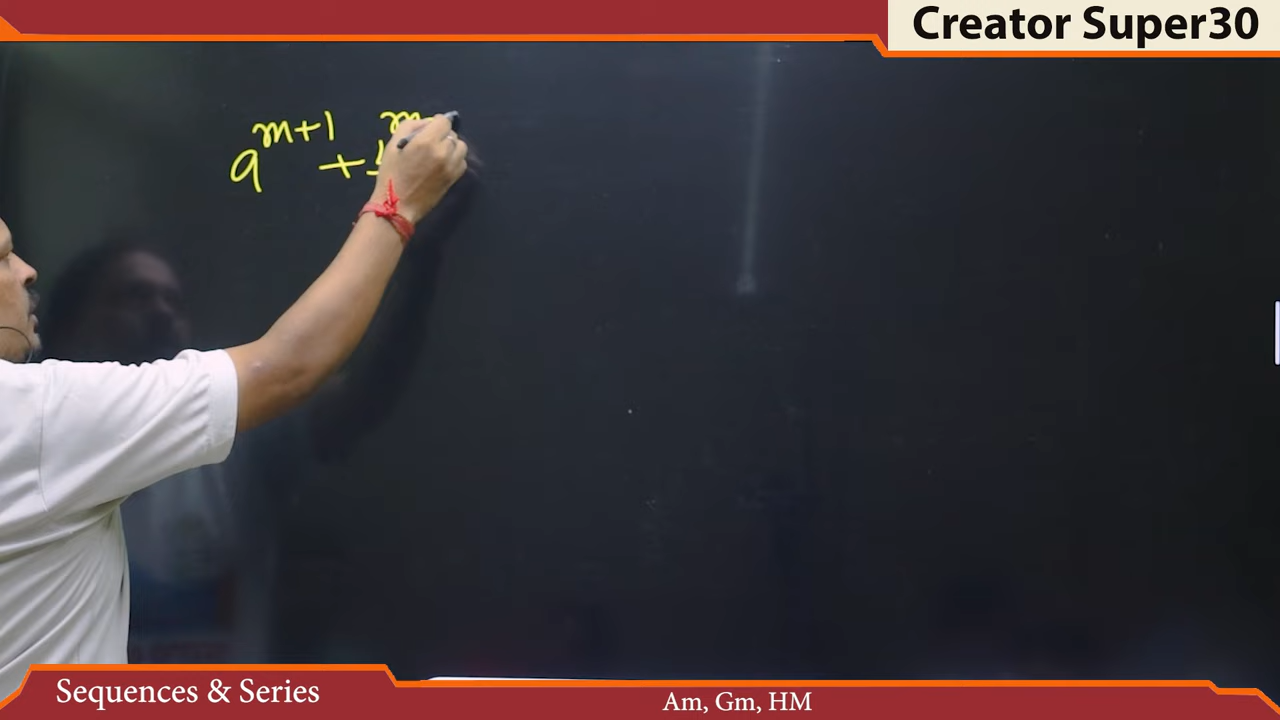 Creator Super30
a^{m+1} + b^{m
Sequences & Series
Am, Gm, HM